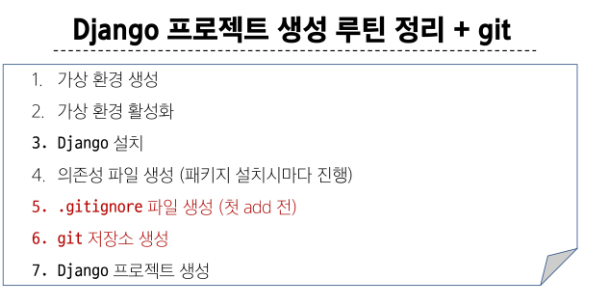 Django 프로젝트 생성 루틴 정리 + git
1. 가상 환경 생성
2. 가상 환경 활성화
3. Django 설치
4. 의존성 파일 생성 (패키지 설치시마다 진행)
5. .gitignore 파일 생성 (첫 add 전)
6. git 저장소 생성
7. Django 프로젝트 생성